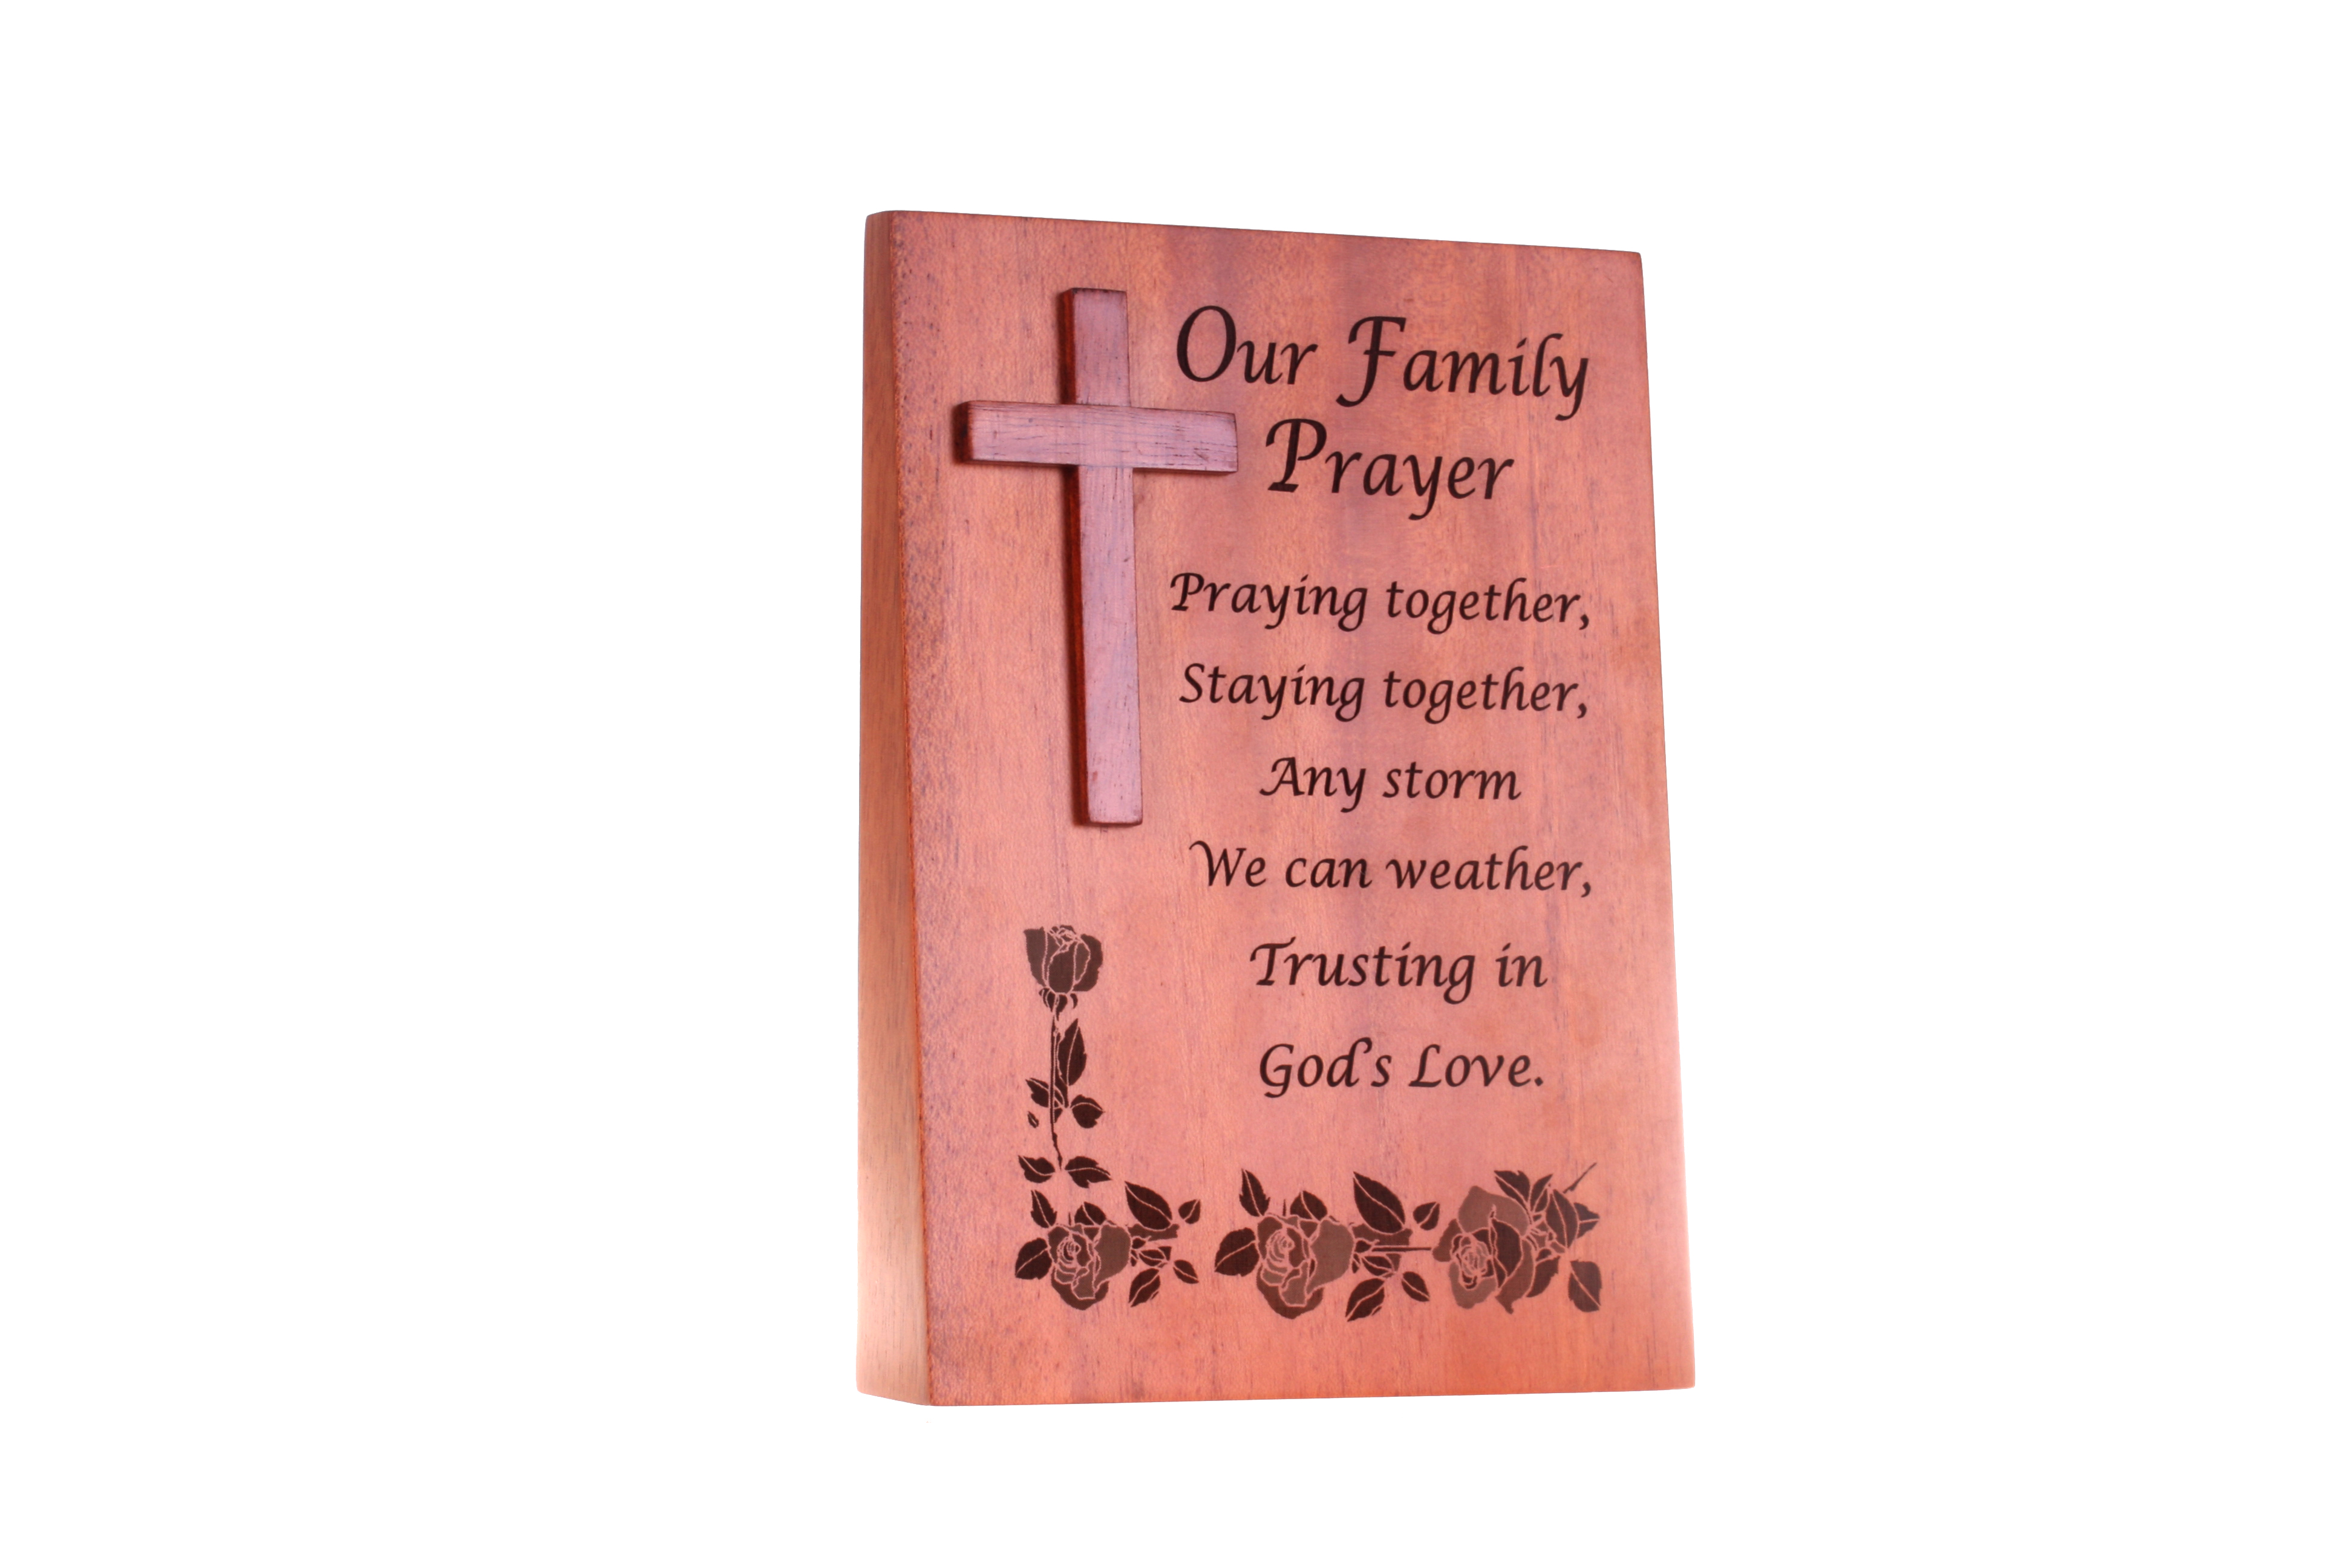 Our Family
Prayer
Praying together,
Staying together,
Any storm
We can weather,
Trusting in
God's Love.